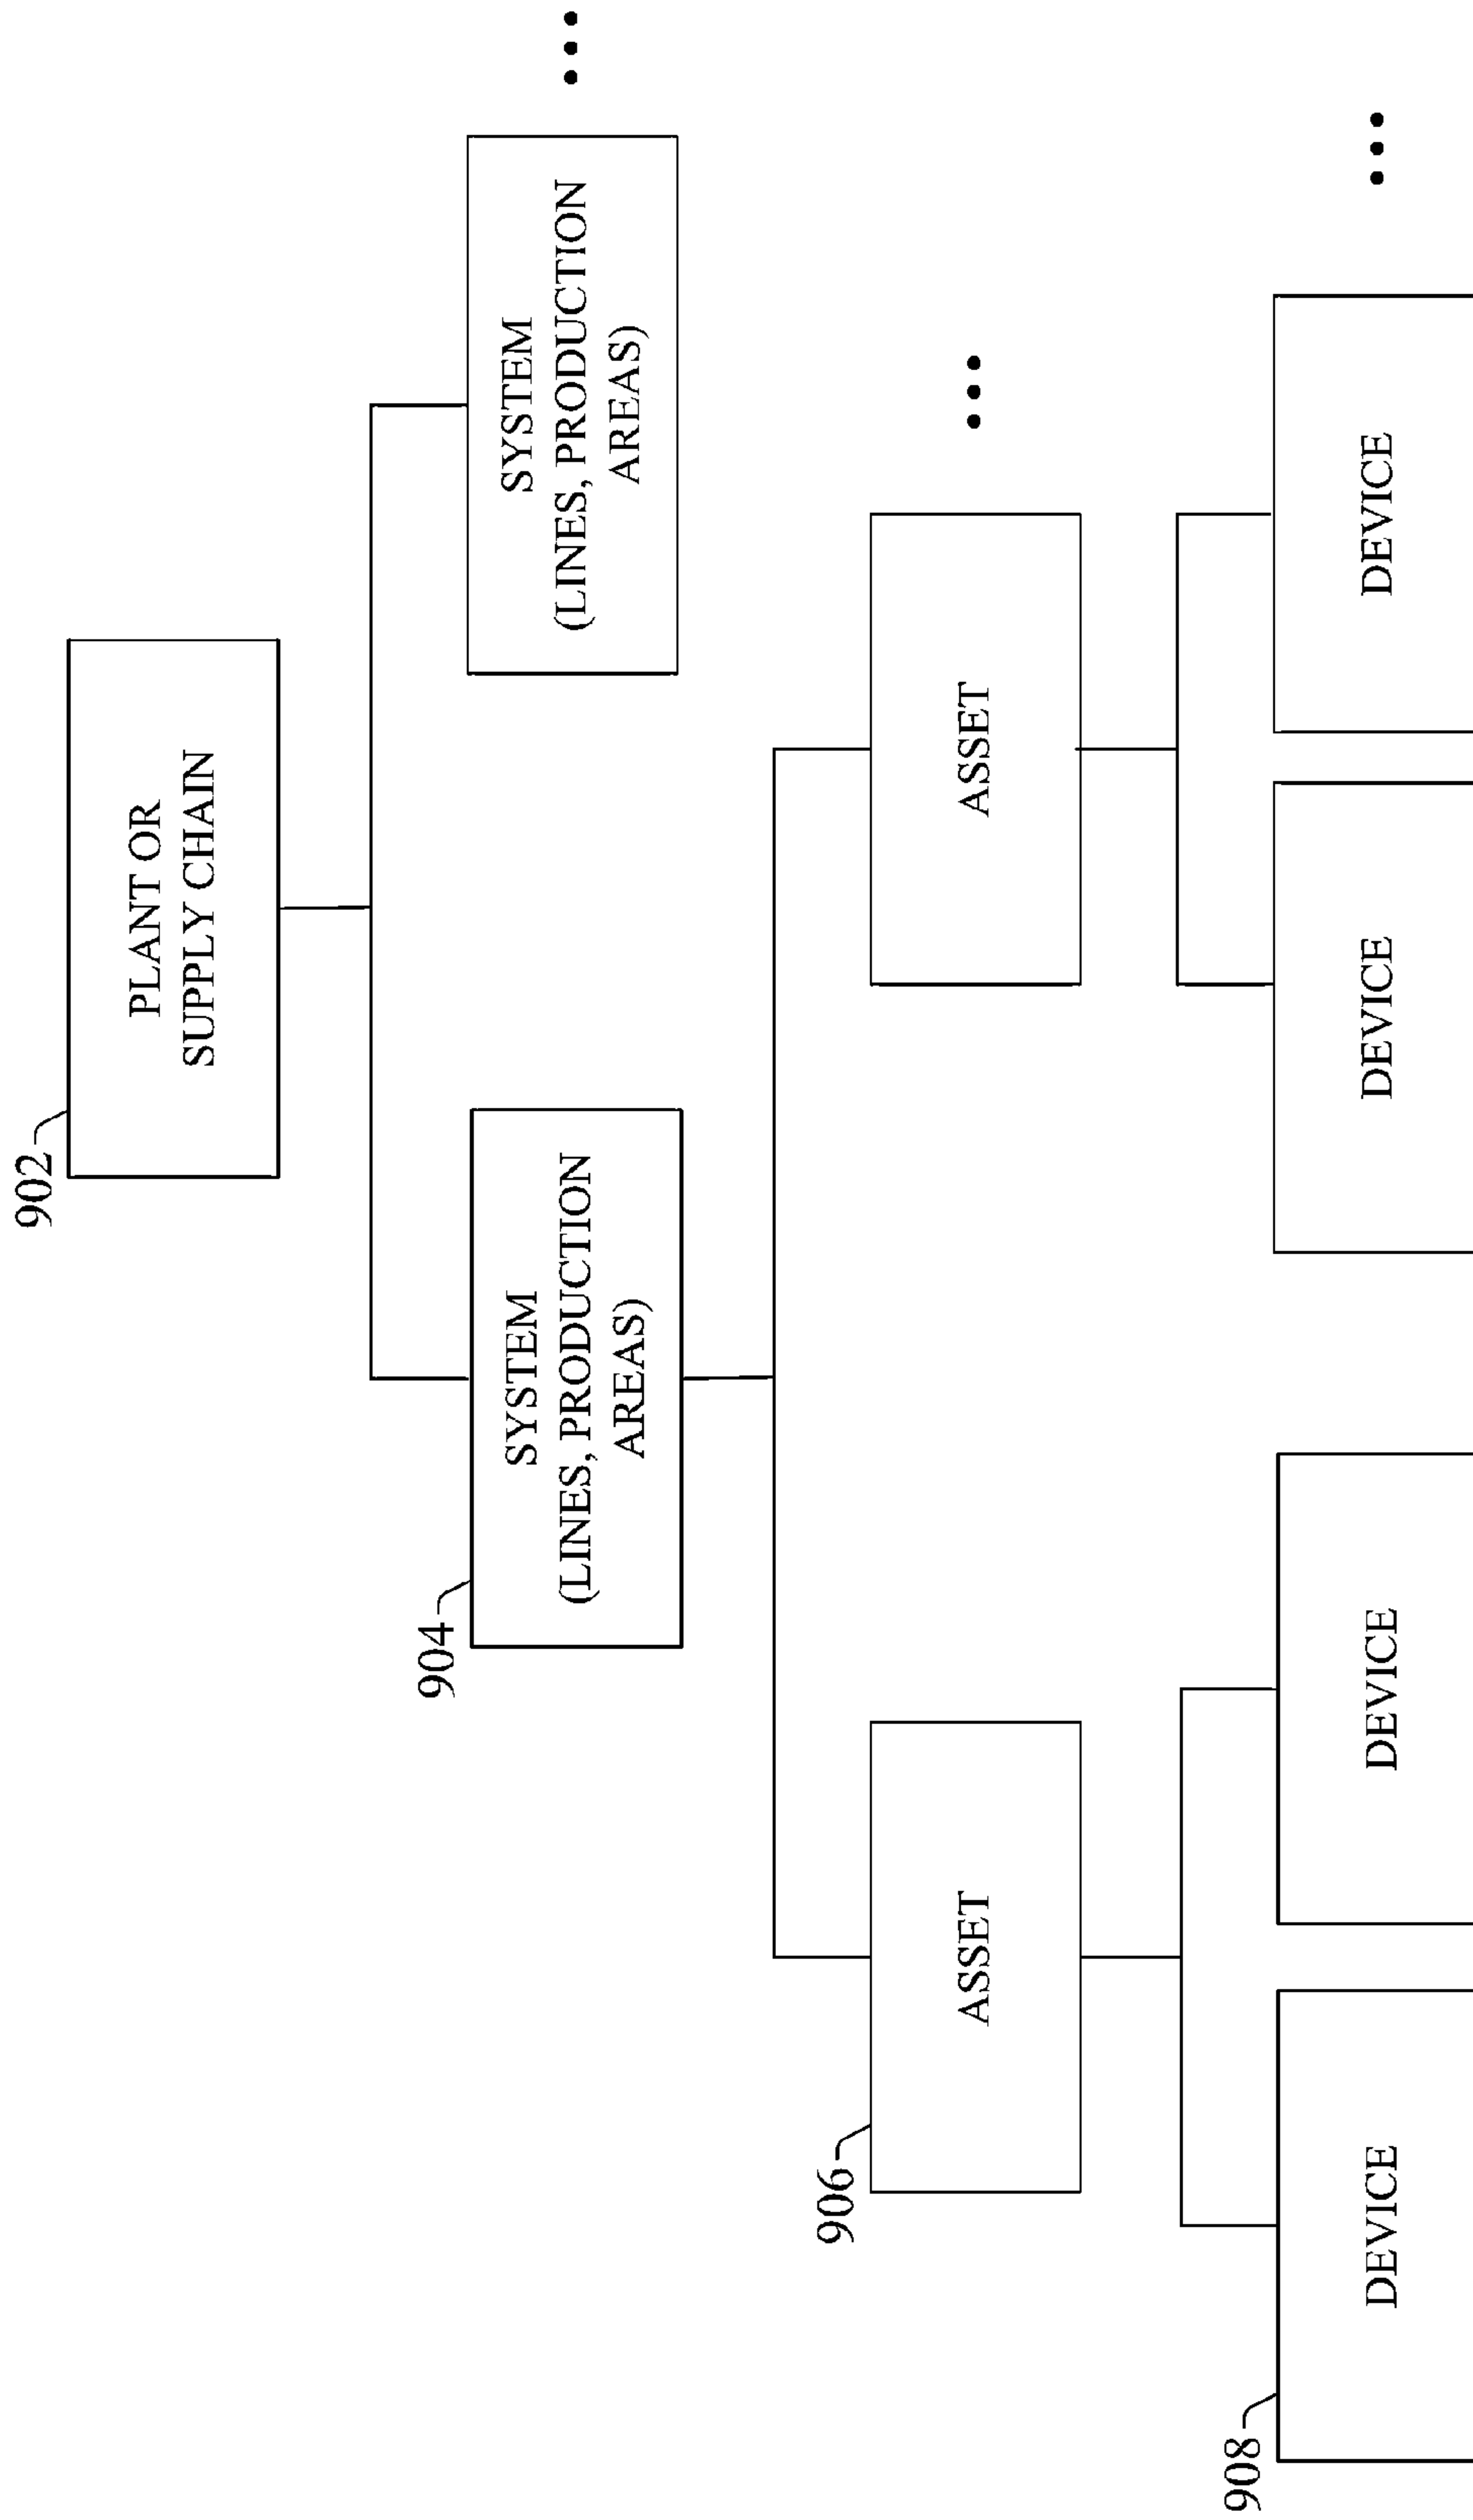 902
PLANT OR
SUPPLY CHAIN
904
SYSTEM
(LINES, PRODUCTION
AREAS)
SYSTEM
(LINES, PRODUCTION
AREAS)
906
ASSET
ASSET
908
DEVICE
DEVICE
DEVICE
DEVICE